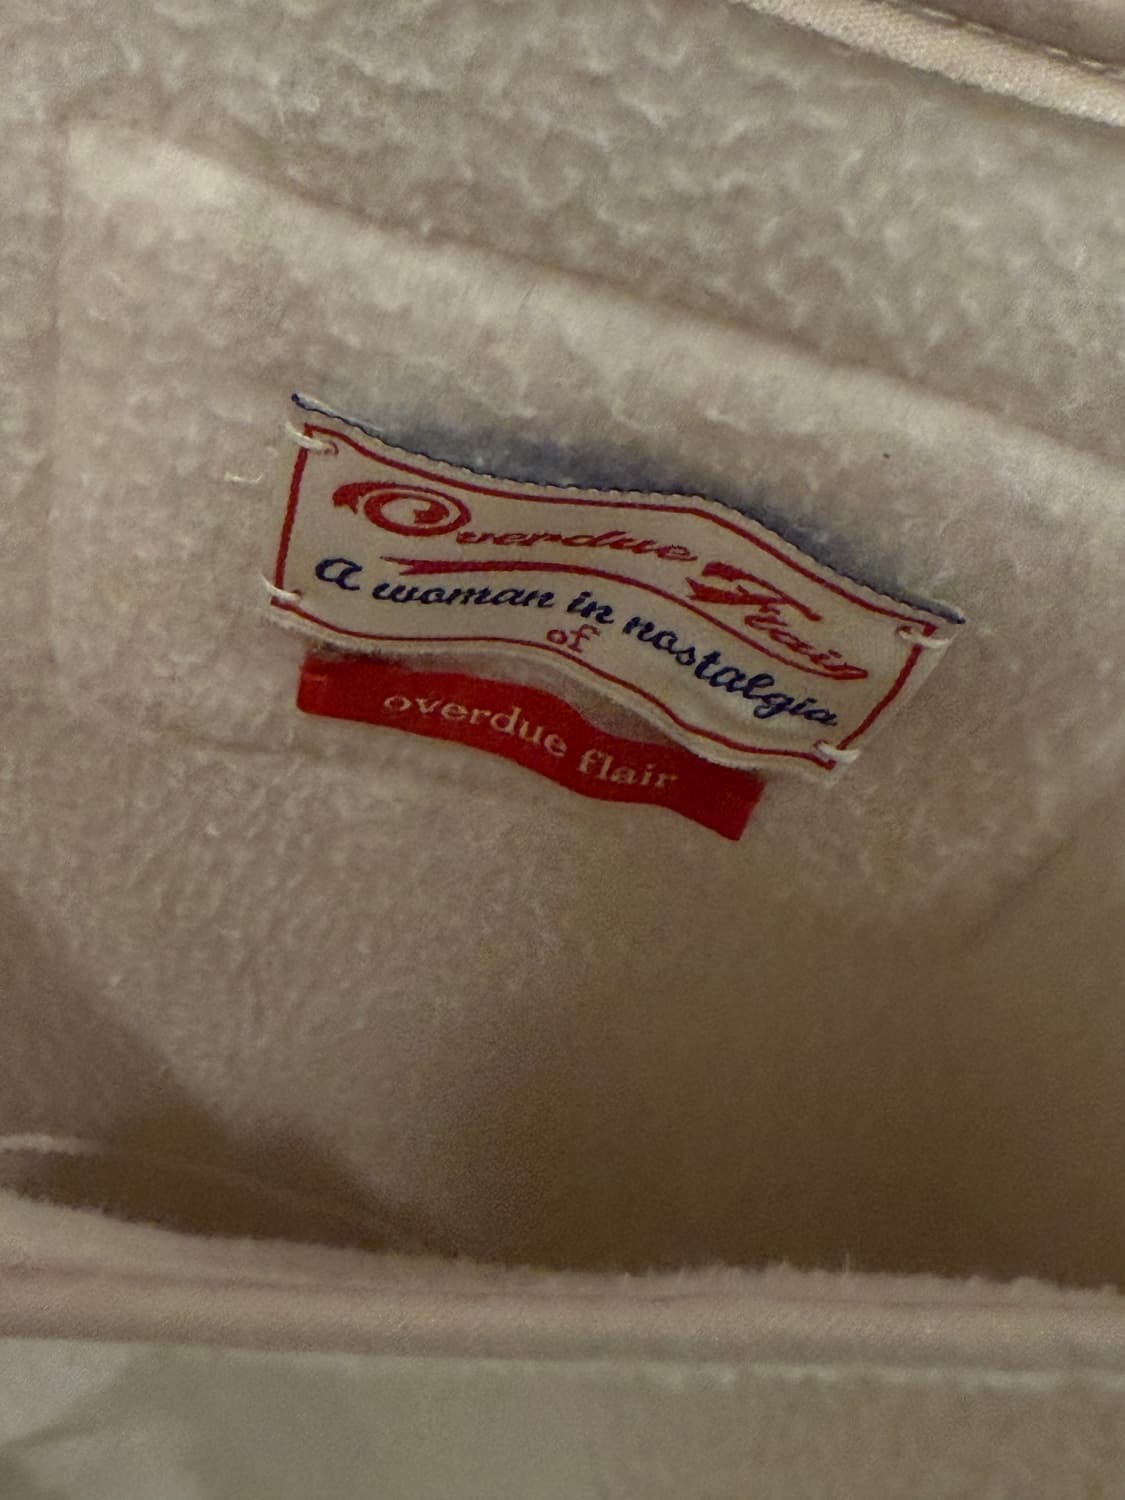 Overdue Flair
A woman in nostalgia
of
overdue flair